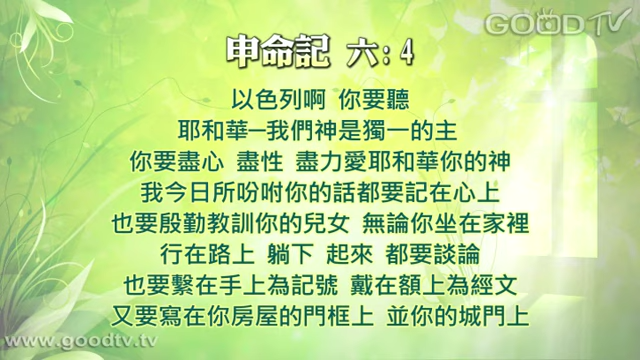 GOODTV
申命記 六:4
以色列啊 你要聽
耶和華─我們神是獨一的主
你要盡心 盡性 盡力愛耶和華你的神
我今日所吩咐你的話都要記在心上
也要殷勤教訓你的兒女 無論你坐在家裡
行在路上 躺下 起來 都要談論
也要繫在手上為記號 戴在額上為經文
又要寫在你房屋的門框上 並你的城門上
www.goodtv.tv